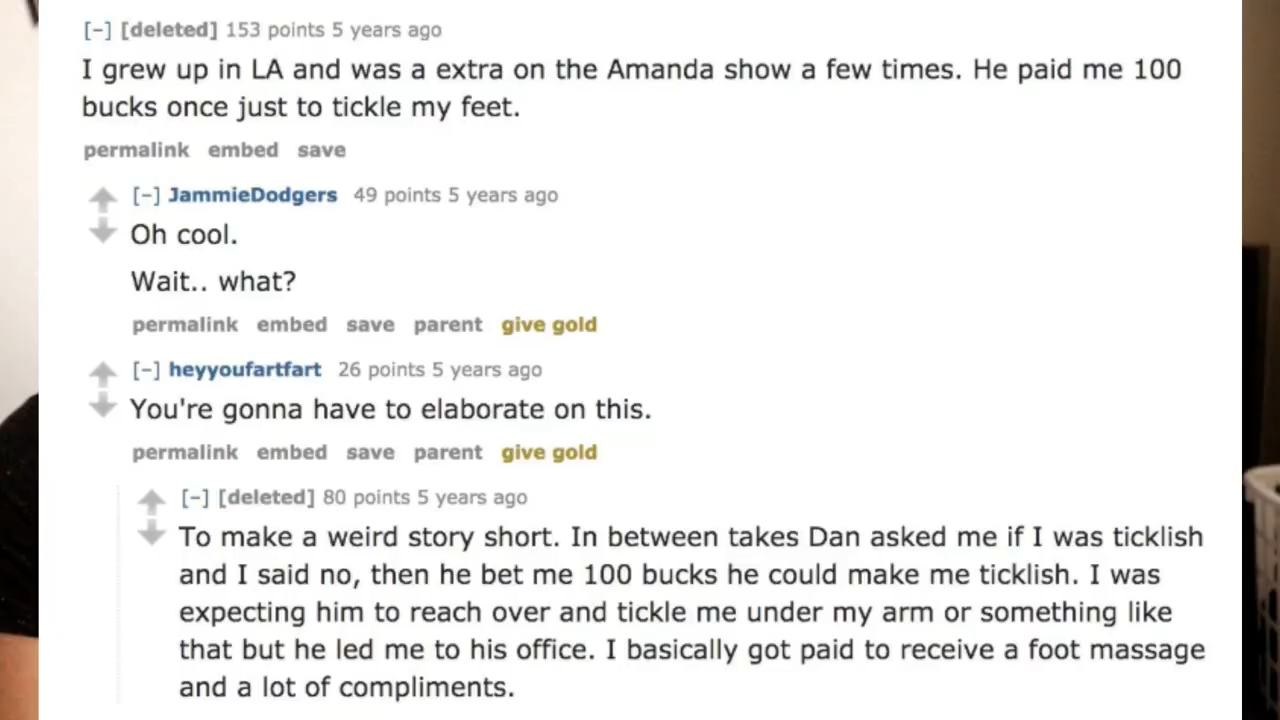 [-] [deleted] 153 points 5 years ago
I grew up in LA and was a extra on the Amanda show a few times. He paid me 100
bucks once just to tickle my feet.
permalink embed save
[-] JammieDodgers 49 points 5 years ago
Oh cool.
Wait.. what?
permalink embed save parent give gold
[-] heyyoufartfart 26 points 5 years ago
You're gonna have to elaborate on this.
permalink embed save parent give gold
[-] [deleted] 80 points 5 years ago
To make a weird story short. In between takes Dan asked me if I was ticklish
and I said no, then he bet me 100 bucks he could make me ticklish. I was
expecting him to reach over and tickle me under my arm or something like
that but he led me to his office. I basically got paid to receive a foot massage
and a lot of compliments.